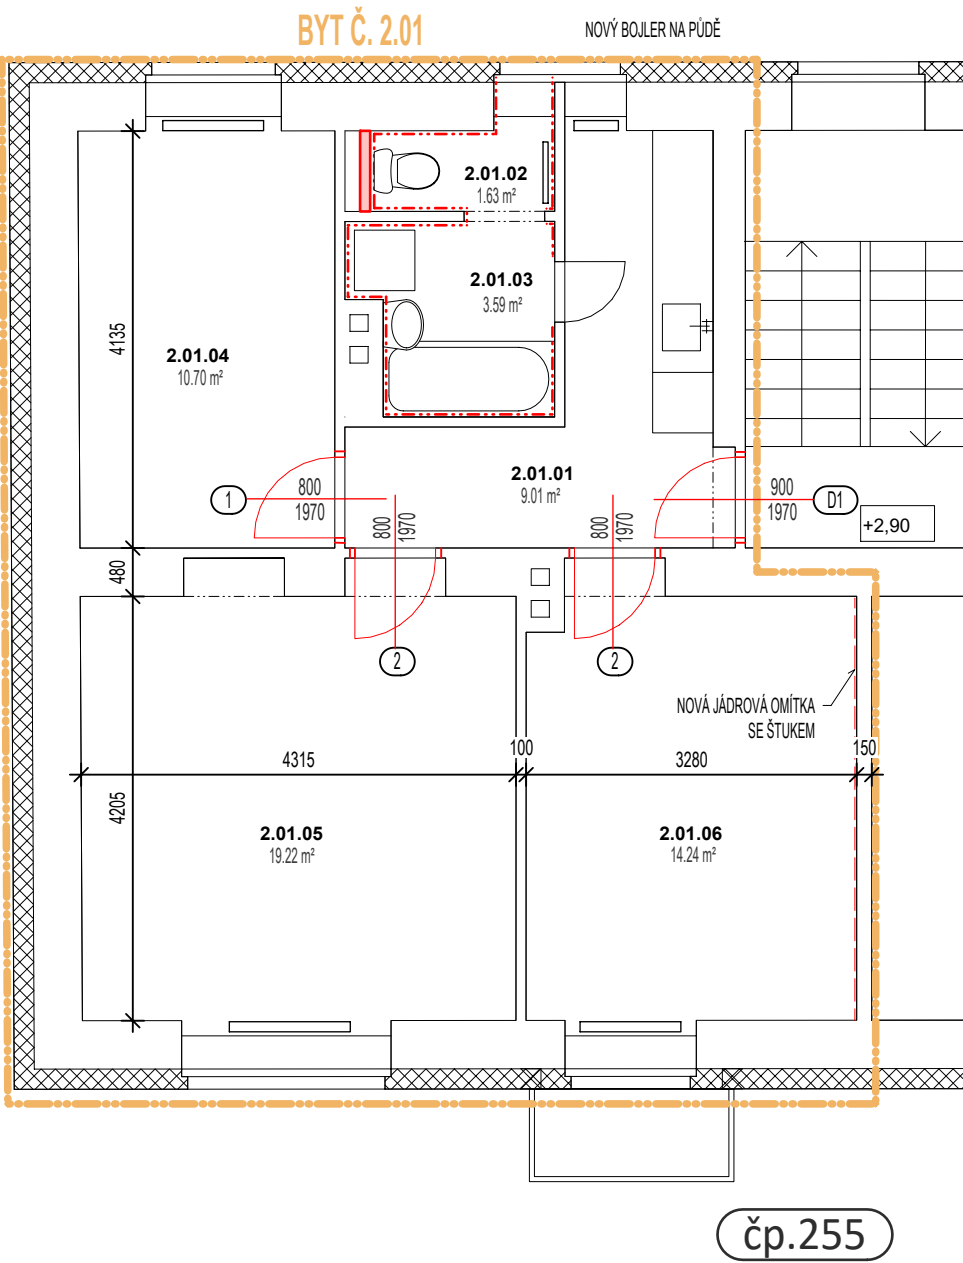 BYT Č. 2.01
NOVÝ BOJLER NA PŮDĚ
2.01.02
1.63 m²
2.01.03
3.59 m²
4135
2.01.04
10.70 m²
2.01.01
9.01 m²
1
800
1970
800
1970
800
1970
900
1970
D1
+2,90
480
2
2
NOVÁ JÁDROVÁ OMÍTKA
SE ŠTUKEM
4315
100
3280
150
4205
2.01.05
19.22 m²
2.01.06
14.24 m²
čp.255